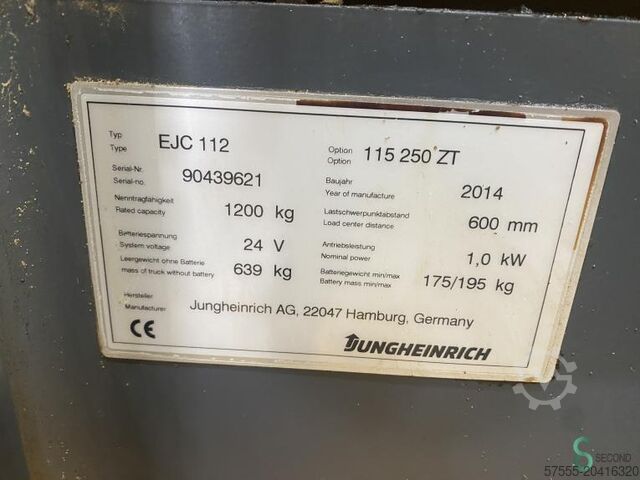 Typ
Type
EJC 112
Option
Option
115 250 ZT
Serial-Nr.
Serial-no.
90439621
Baujahr
Year of manufacture
2014
Nenntragfähigkeit
Rated capacity
1200 kg
Lastschwerpunktabstand
Load center distance
600 mm
Batteriespannung
System voltage
24 V
Antriebsleistung
Nominal power
1,0 kW
Leergewicht ohne Batterie
mass of truck without battery
639 kg
Batteriegewicht min/max
Battery mass min/max
175/195 kg
Hersteller
Manufacturer
Jungheinrich AG, 22047 Hamburg, Germany
CE
JUNGHEINRICH
SECOND
57555-20416320